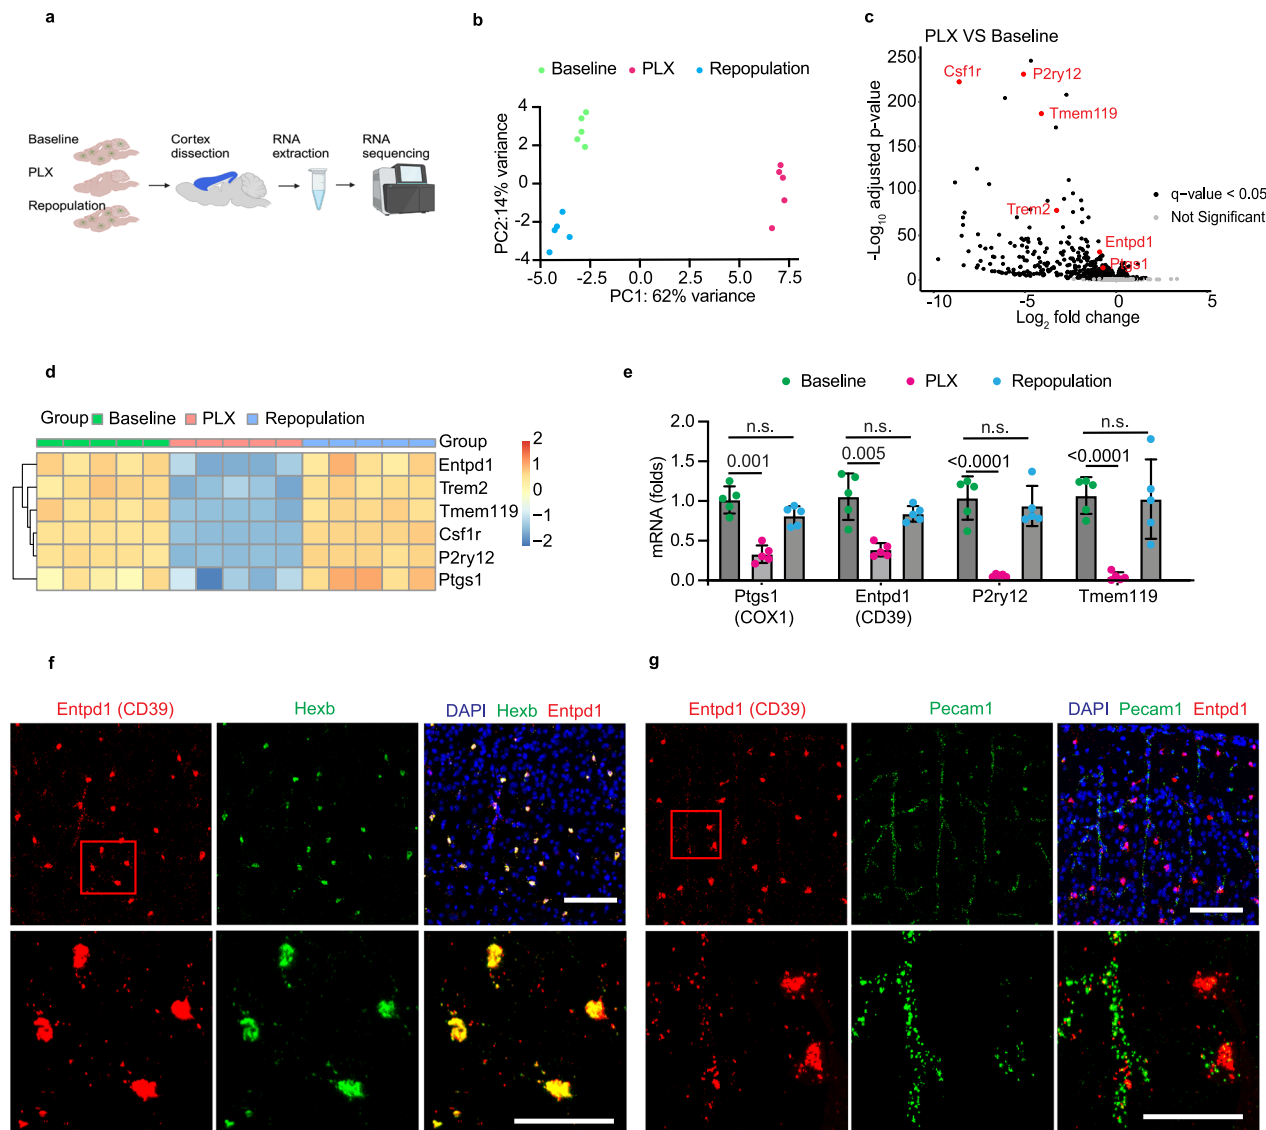 a
Baseline
PLX
Repopulation
Cortex
dissection
RNA
extraction
RNA
sequencing
b
Baseline PLX Repopulation
4
2
0
-2
-4
-5.0 -2.5 0.0 2.5 5.0 7.5
PC2:14% variance
PC1: 62% variance
c
PLX VS Baseline
250
200
150
100
50
0
-10 -5 0 5
-Log10 adjusted p-value
Log2 fold change
Csf1r
P2ry12
Tmem119
Trem2
Entpd1
Ptgs1
q-value < 0.05
Not Significant
d
Group Baseline PLX Repopulation
Group
Entpd1
Trem2
Tmem119
Csf1r
P2ry12
Ptgs1
2
1
0
−1
−2
e
Baseline PLX Repopulation
2.0
1.5
1.0
0.5
0.0
mRNA (folds)
n.s. n.s. n.s. n.s.
0.001 0.005 <0.0001 <0.0001
Ptgs1
(COX1)
Entpd1
(CD39)
P2ry12
Tmem119
f
Entpd1 (CD39)
Hexb
DAPI Hexb Entpd1
g
Entpd1 (CD39)
Pecam1
DAPI Pecam1 Entpd1